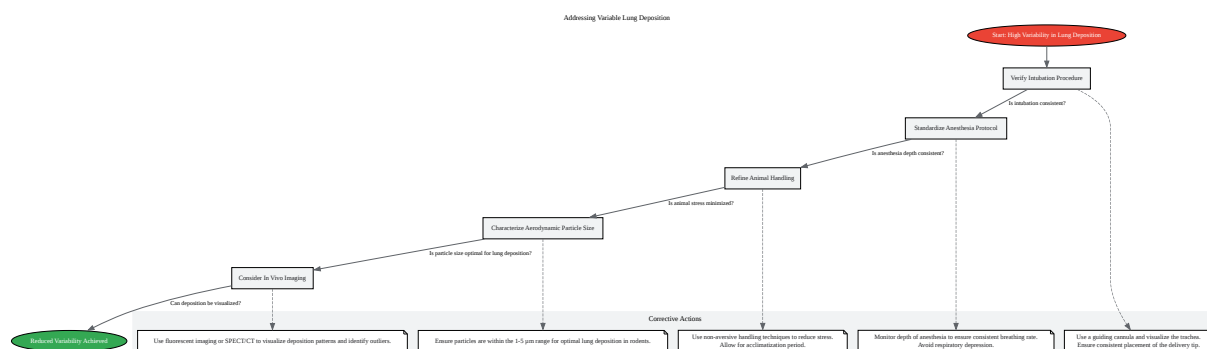 Addressing Variable Lung Deposition
Start: High Variability in Lung Deposition
Verify Intubation Procedure
Is intubation consistent?
Standardize Anesthesia Protocol
Is anesthesia depth consistent?
Refine Animal Handling
Is animal stress minimized?
Characterize Aerodynamic Particle Size
Is particle size optimal for lung deposition?
Consider In Vivo Imaging
Can deposition be visualized?
Reduced Variability Achieved
Corrective Actions
Use fluorescent imaging or SPECT/CT to visualize deposition patterns and identify outliers.
Ensure particles are within the 1-5 µm range for optimal lung deposition in rodents.
Use non-aversive handling techniques to reduce stress.
Allow for acclimatization period.
Monitor depth of anesthesia to ensure consistent breathing rate.
Avoid respiratory depression.
Use a guiding cannula and visualize the trachea.
Ensure consistent placement of the delivery tip.